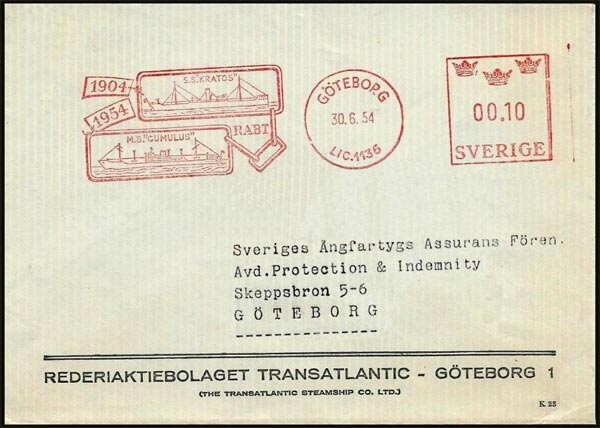 1904
1954
S.S."KRATOS"
M.S."CUMULUS"
RABT
GÖTEBORG
30.6.54
LIC.1136
00.10
SVERIGE
Sveriges Ångfartygs Assurans Fören.
Avd.Protection & Indemnity
Skeppsbron 5-6
GÖTEBORG
REDERIAKTIEBOLAGET TRANSATLANTIC - GÖTEBORG 1
(THE TRANSATLANTIC STEAMSHIP CO. LTD.)
K 25